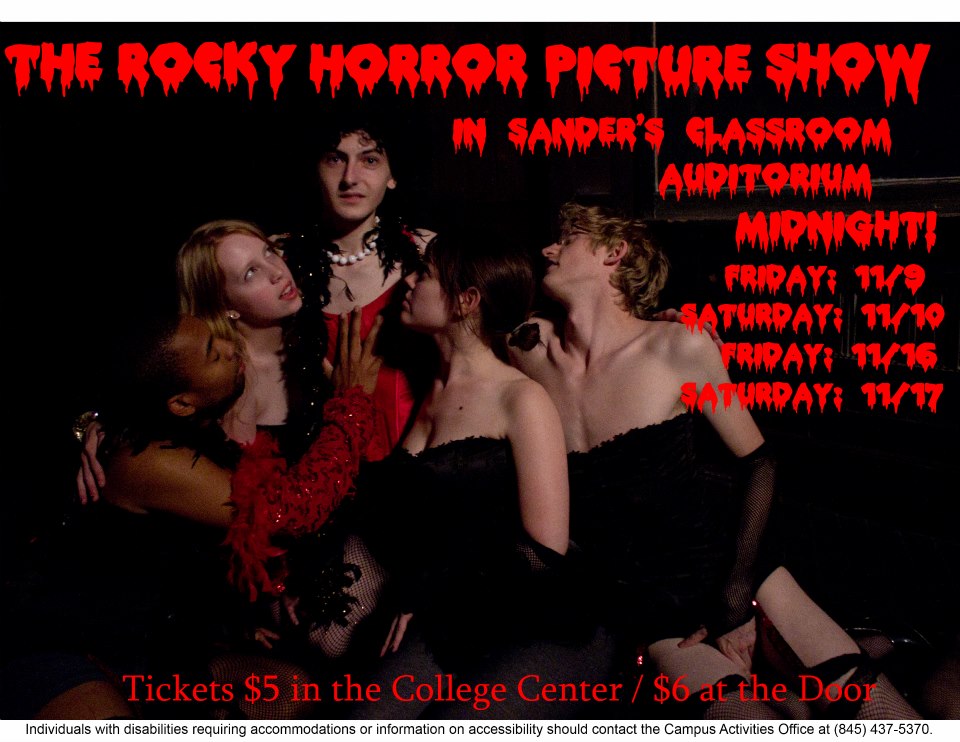 THE ROCKY HORROR PICTURE SHOW
IN SANDER'S CLASSROOM
AUDITORIUM
MIDNIGHT!
FRIDAY: 11/9
SATURDAY: 11/10
FRIDAY: 11/16
SATURDAY: 11/17
Tickets $5 in the College Center / $6 at the Door
Individuals with disabilities requiring accommodations or information on accessibility should contact the Campus Activities Office at (845) 437-5370.